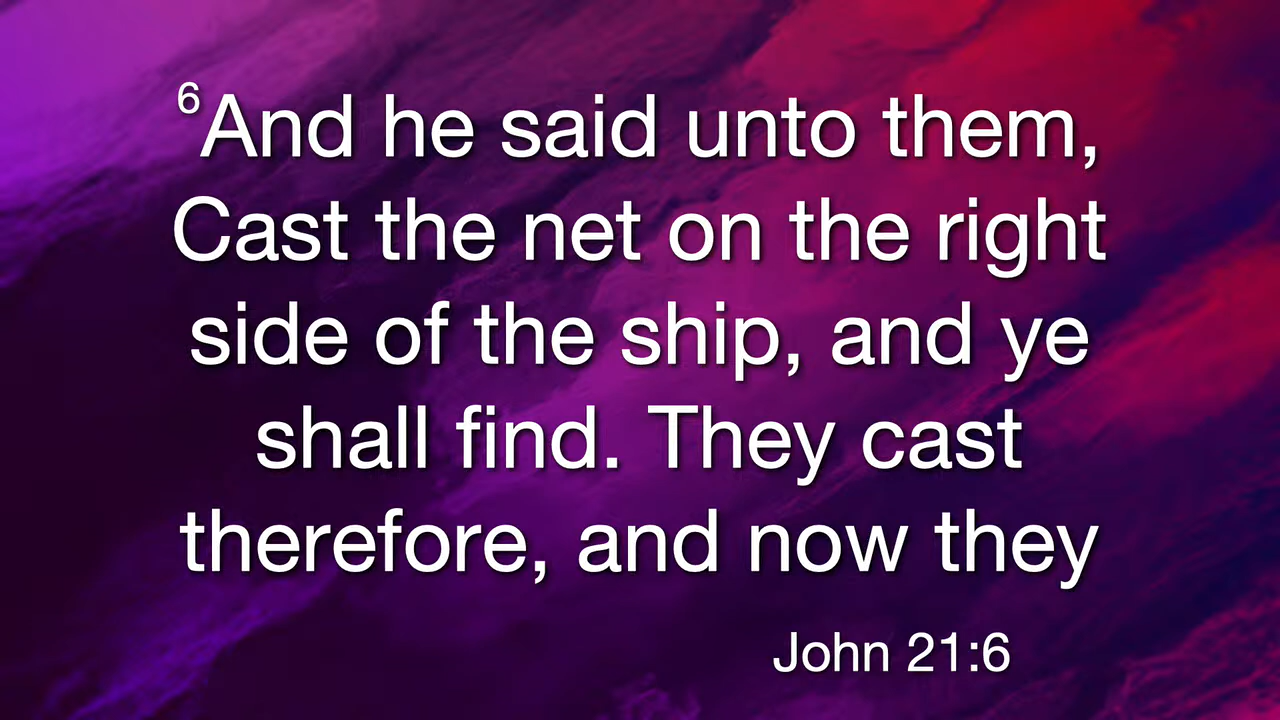 6And he said unto them,
Cast the net on the right
side of the ship, and ye
shall find. They cast
therefore, and now they
John 21:6